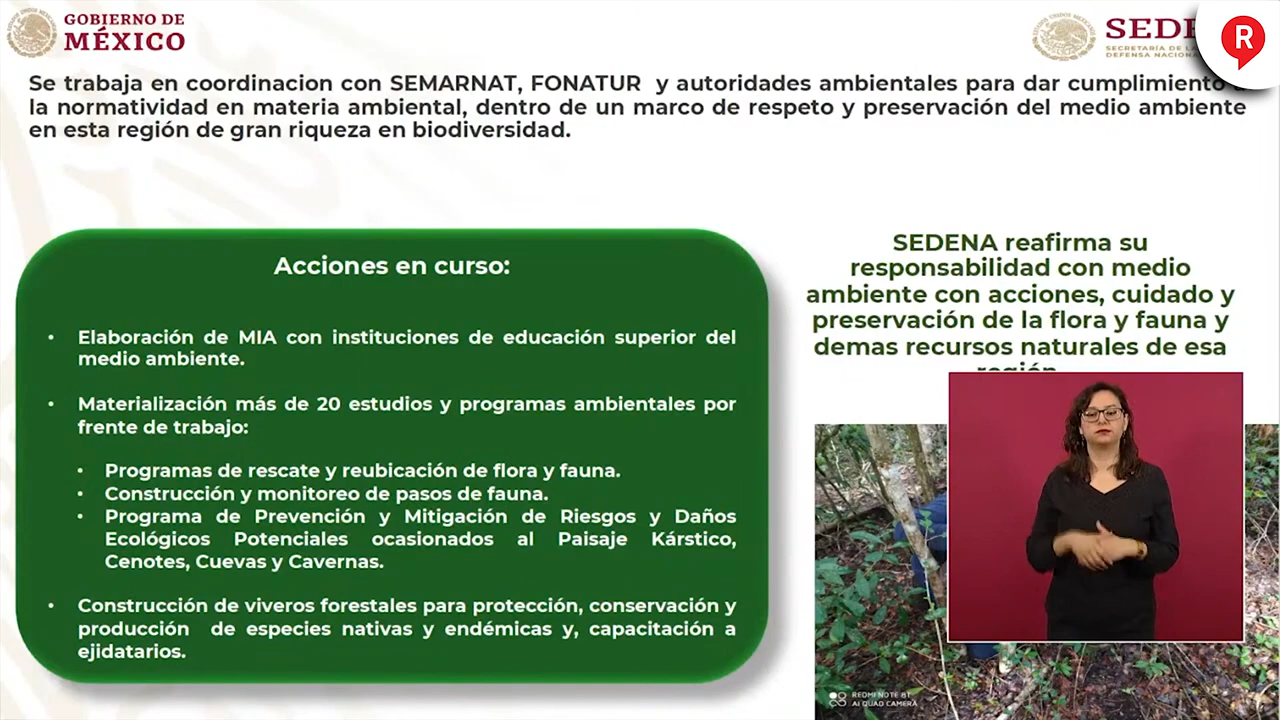 GOBIERNO DE
MÉXICO
SECRETARÍA DE LA
DEFENSA NACIONAL
R
Se trabaja en coordinacion con SEMARNAT, FONATUR y autoridades ambientales para dar cumplimiento a
la normatividad en materia ambiental, dentro de un marco de respeto y preservación del medio ambiente
en esta región de gran riqueza en biodiversidad.
Acciones en curso:
• Elaboración de MIA con instituciones de educación superior del
medio ambiente.
• Materialización más de 20 estudios y programas ambientales por
frente de trabajo:
• Programas de rescate y reubicación de flora y fauna.
• Construcción y monitoreo de pasos de fauna.
• Programa de Prevención y Mitigación de Riesgos y Daños
Ecológicos Potenciales ocasionados al Paisaje Kárstico,
Cenotes, Cuevas y Cavernas.
• Construcción de viveros forestales para protección, conservación y
producción de especies nativas y endémicas y, capacitación a
ejidatarios.
SEDENA reafirma su
responsabilidad con medio
ambiente con acciones, cuidado y
preservación de la flora y fauna y
demas recursos naturales de esa
región
REDMI NOTE 8T
AI QUAD CAMERA